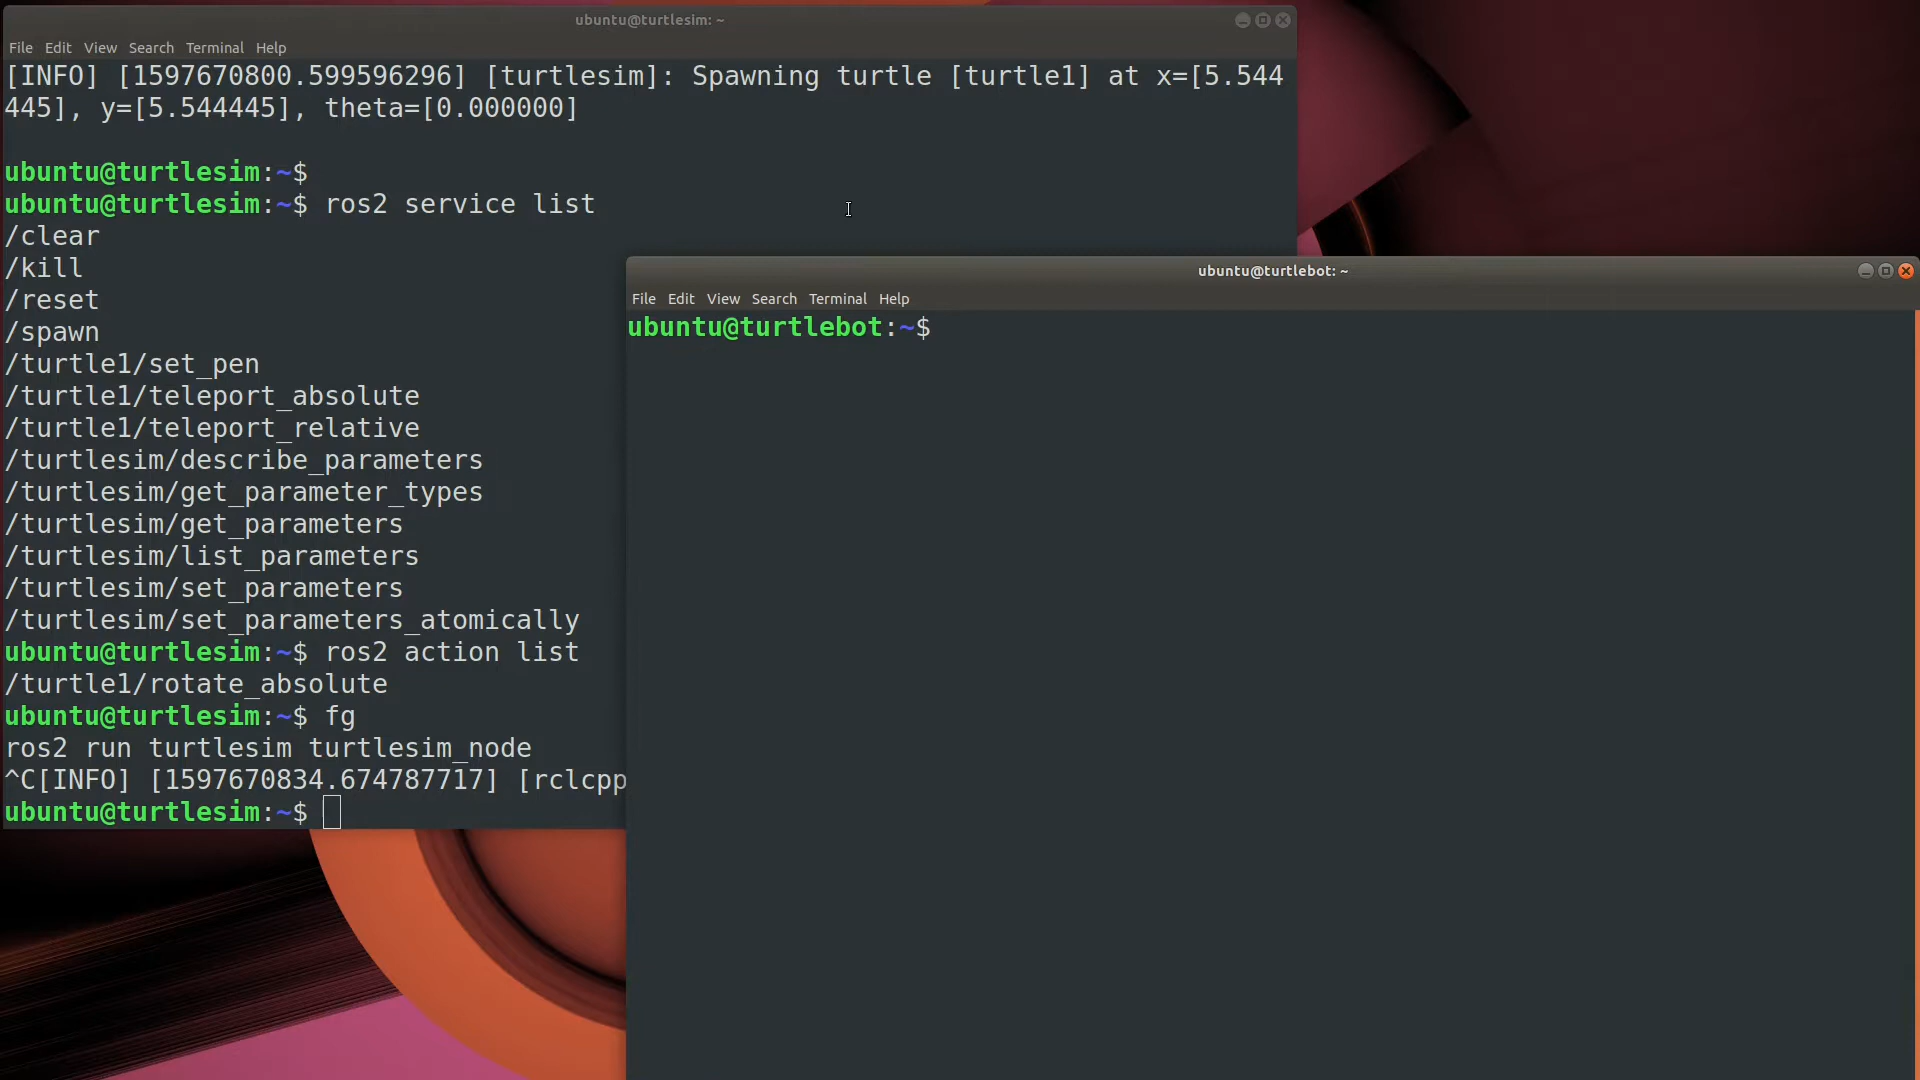 ubuntu@turtlesim: ~
File Edit View Search Terminal Help
[INFO] [1597670800.599596296] [turtlesim]: Spawning turtle [turtle1] at x=[5.544
445], y=[5.544445], theta=[0.000000]
ubuntu@turtlesim:~$
ubuntu@turtlesim:~$ ros2 service list
/clear
/kill
/reset
/spawn
/turtle1/set_pen
/turtle1/teleport_absolute
/turtle1/teleport_relative
/turtlesim/describe_parameters
/turtlesim/get_parameter_types
/turtlesim/get_parameters
/turtlesim/list_parameters
/turtlesim/set_parameters
/turtlesim/set_parameters_atomically
ubuntu@turtlesim:~$ ros2 action list
/turtle1/rotate_absolute
ubuntu@turtlesim:~$ fg
ros2 run turtlesim turtlesim_node
^C[INFO] [1597670834.674787717] [rclcpp
ubuntu@turtlesim:~$
ubuntu@turtlebot: ~
File Edit View Search Terminal Help
ubuntu@turtlebot:~$